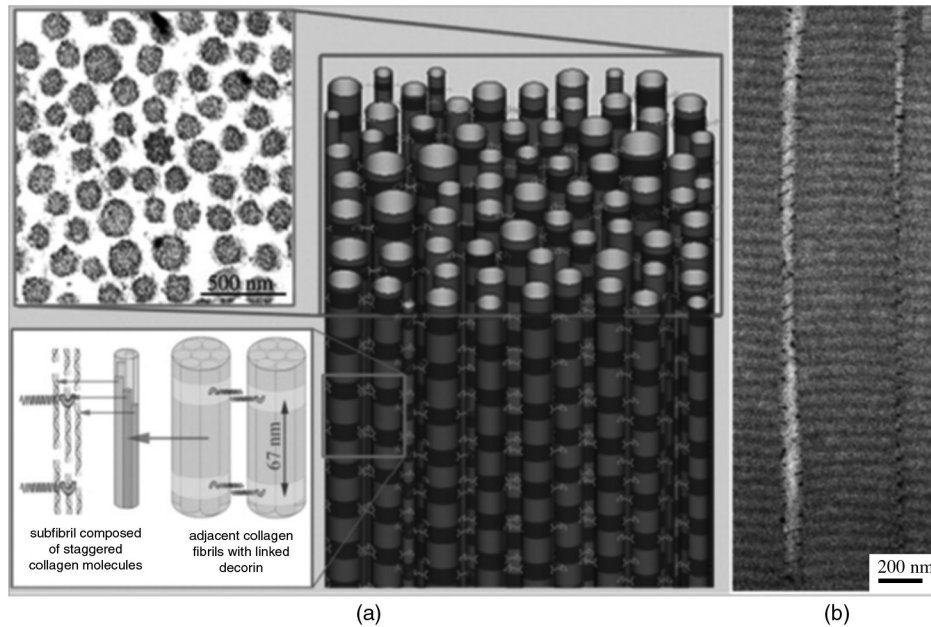 500 nm
67 nm
subfibril composed
of staggered
collagen molecules
adjacent collagen
fibrils with linked
decorin
200 nm
(a)
(b)